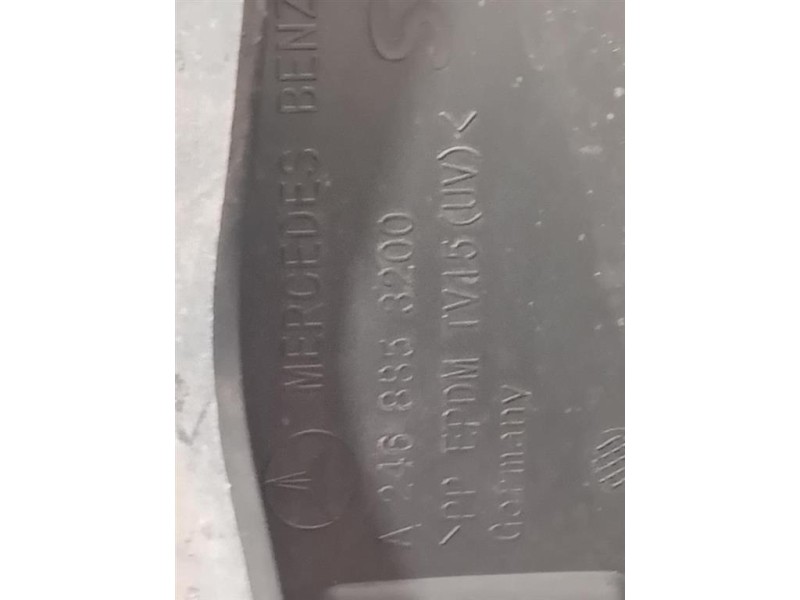 MERCEDES BENZ
S
A 246 885 3200
>PP EPDM TV15(UV)<
Germany